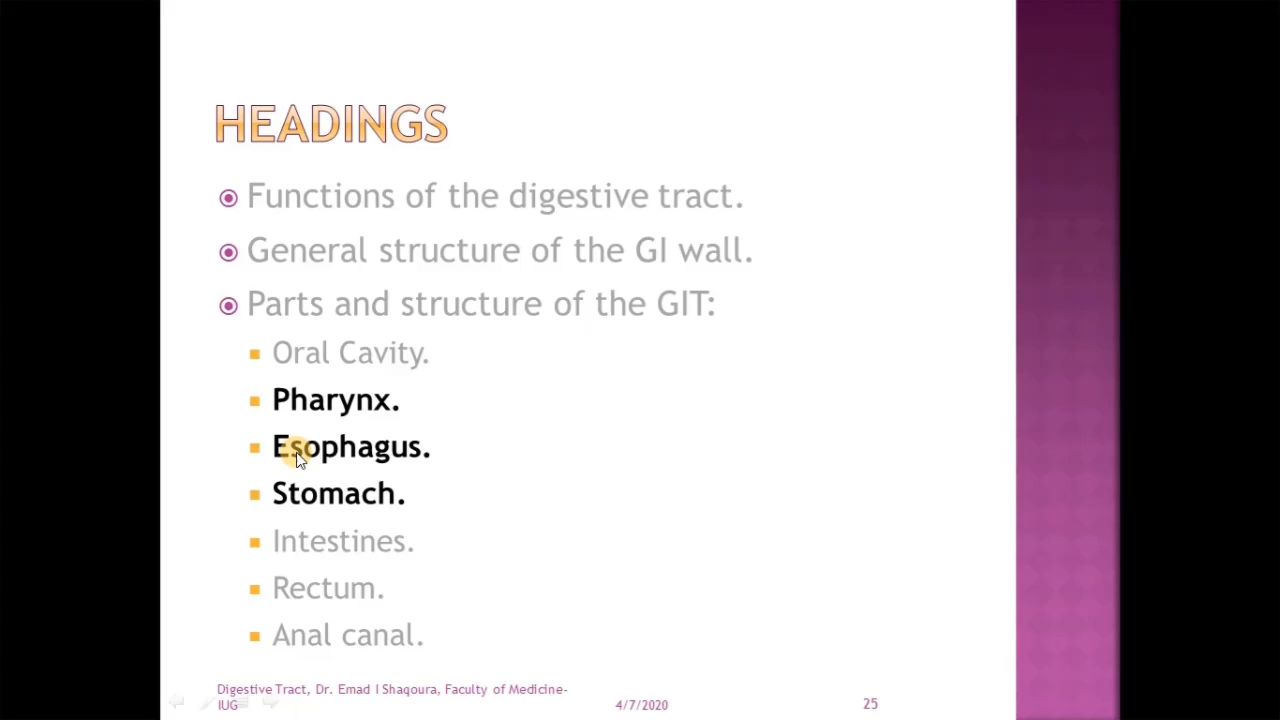 HEADINGS
Functions of the digestive tract.
General structure of the GI wall.
Parts and structure of the GIT:
Oral Cavity.
Pharynx.
Esophagus.
Stomach.
Intestines.
Rectum.
Anal canal.
Digestive Tract, Dr. Emad I Shaqoura, Faculty of Medicine-
IUG
4/7/2020
25